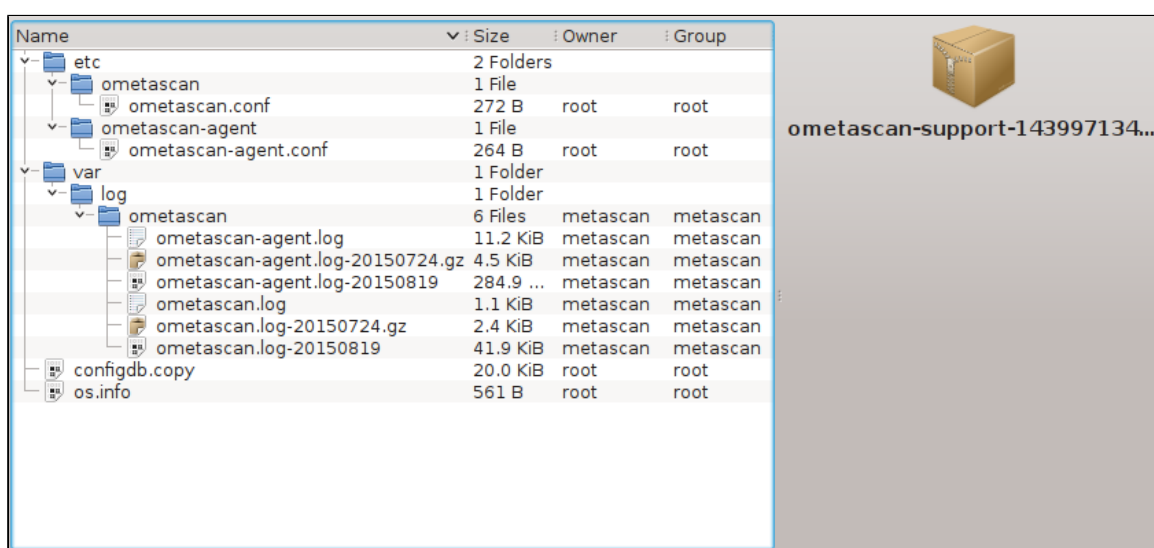 Name Size Owner Group
etc 2 Folders
ometascan 1 File
ometascan.conf 272 B root root
ometascan-agent 1 File
ometascan-agent.conf 264 B root root
var 1 Folder
log 1 Folder
ometascan 6 Files metascan metascan
ometascan-agent.log 11.2 KiB metascan metascan
ometascan-agent.log-20150724.gz 4.5 KiB metascan metascan
ometascan-agent.log-20150819 284.9 ... metascan metascan
ometascan.log 1.1 KiB metascan metascan
ometascan.log-20150724.gz 2.4 KiB metascan metascan
ometascan.log-20150819 41.9 KiB metascan metascan
configdb.copy 20.0 KiB root root
os.info 561 B root root
ometascan-support-143997134...